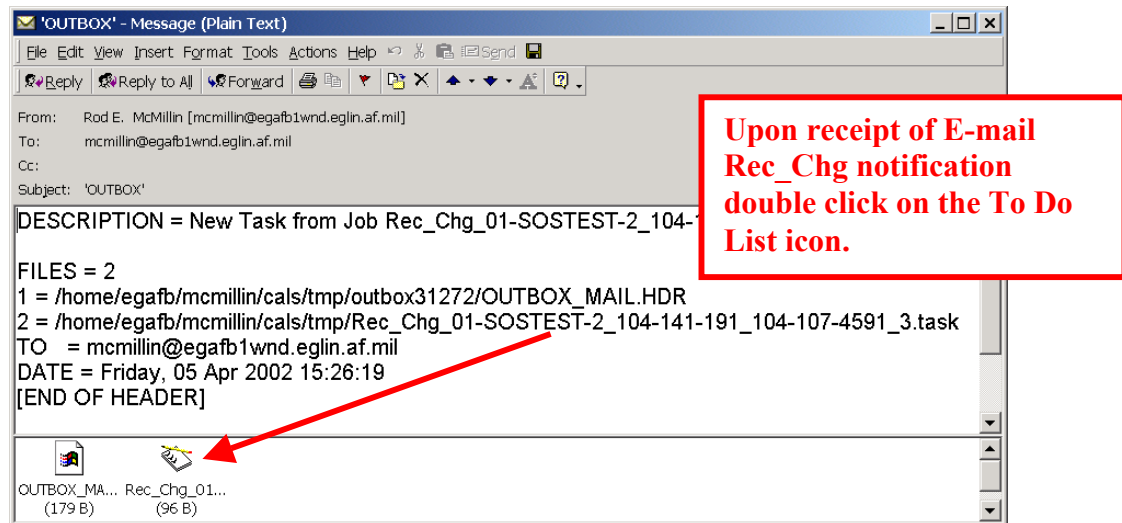 'OUTBOX' - Message (Plain Text)
File Edit View Insert Format Tools Actions Help Send
Reply Reply to All Forward
From: Rod E. McMillin [mcmillin@egafb1wnd.eglin.af.mil]
To: mcmillin@egafb1wnd.eglin.af.mil
Cc:
Subject: 'OUTBOX'
Upon receipt of E-mail
Rec_Chg notification
double click on the To Do
List icon.
DESCRIPTION = New Task from Job Rec_Chg_01-SOSTEST-2_104-1
FILES = 2
1 = /home/egafb/mcmillin/cals/tmp/outbox31272/OUTBOX_MAIL.HDR
2 = /home/egafb/mcmillin/cals/tmp/Rec_Chg_01-SOSTEST-2_104-141-191_104-107-4591_3.task
TO = mcmillin@egafb1wnd.eglin.af.mil
DATE = Friday, 05 Apr 2002 15:26:19
[END OF HEADER]
OUTBOX_MA... Rec_Chg_01...
(179 B) (96 B)